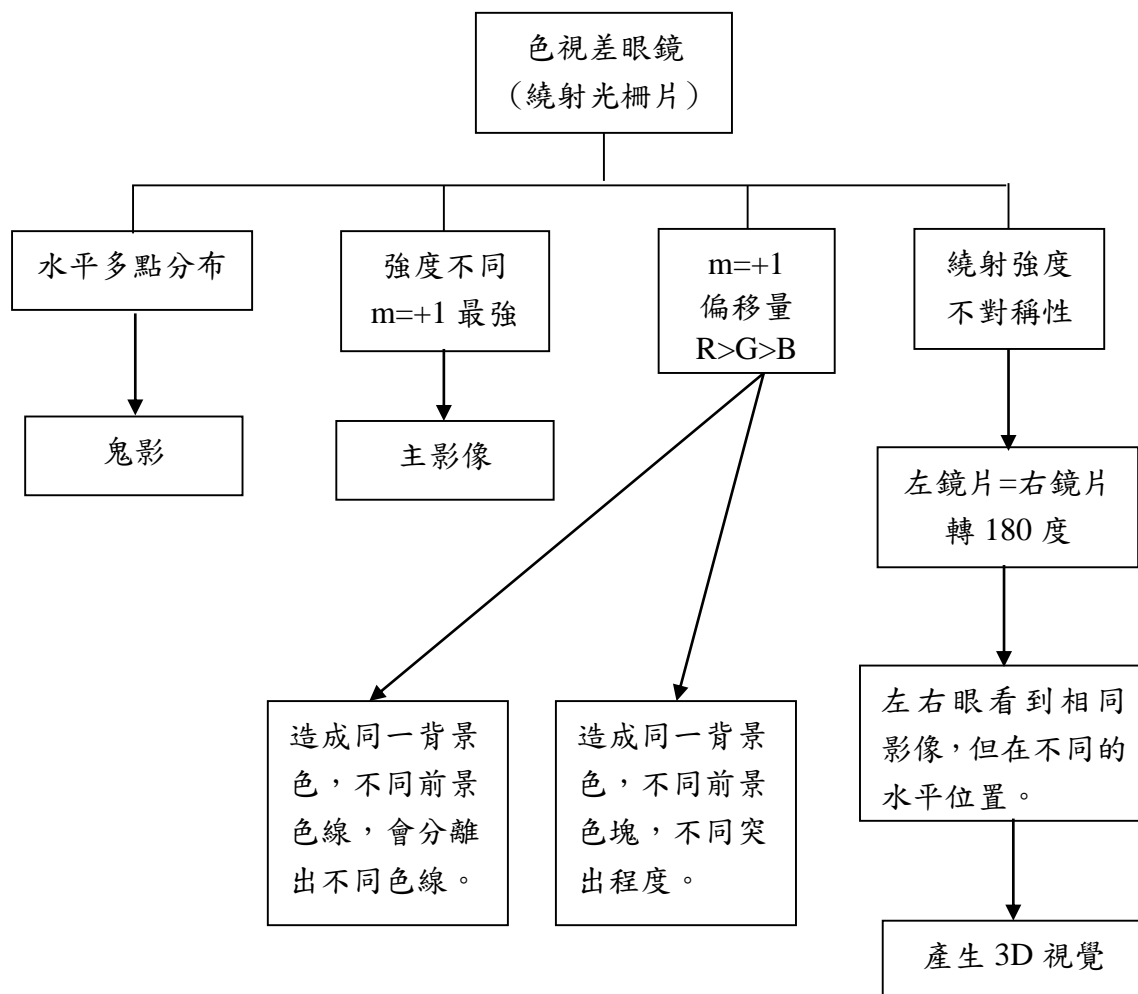 色視差眼鏡
（繞射光柵片）
水平多點分布
強度不同
m=+1 最強
m=+1
偏移量
R>G>B
繞射強度
不對稱性
鬼影
主影像
左鏡片=右鏡片
轉 180 度
造成同一背景
色，不同前景
色線，會分離
出不同色線。
造成同一背景
色，不同前景
色塊，不同突
出程度。
左右眼看到相同
影像，但在不同的
水平位置。
產生 3D 視覺